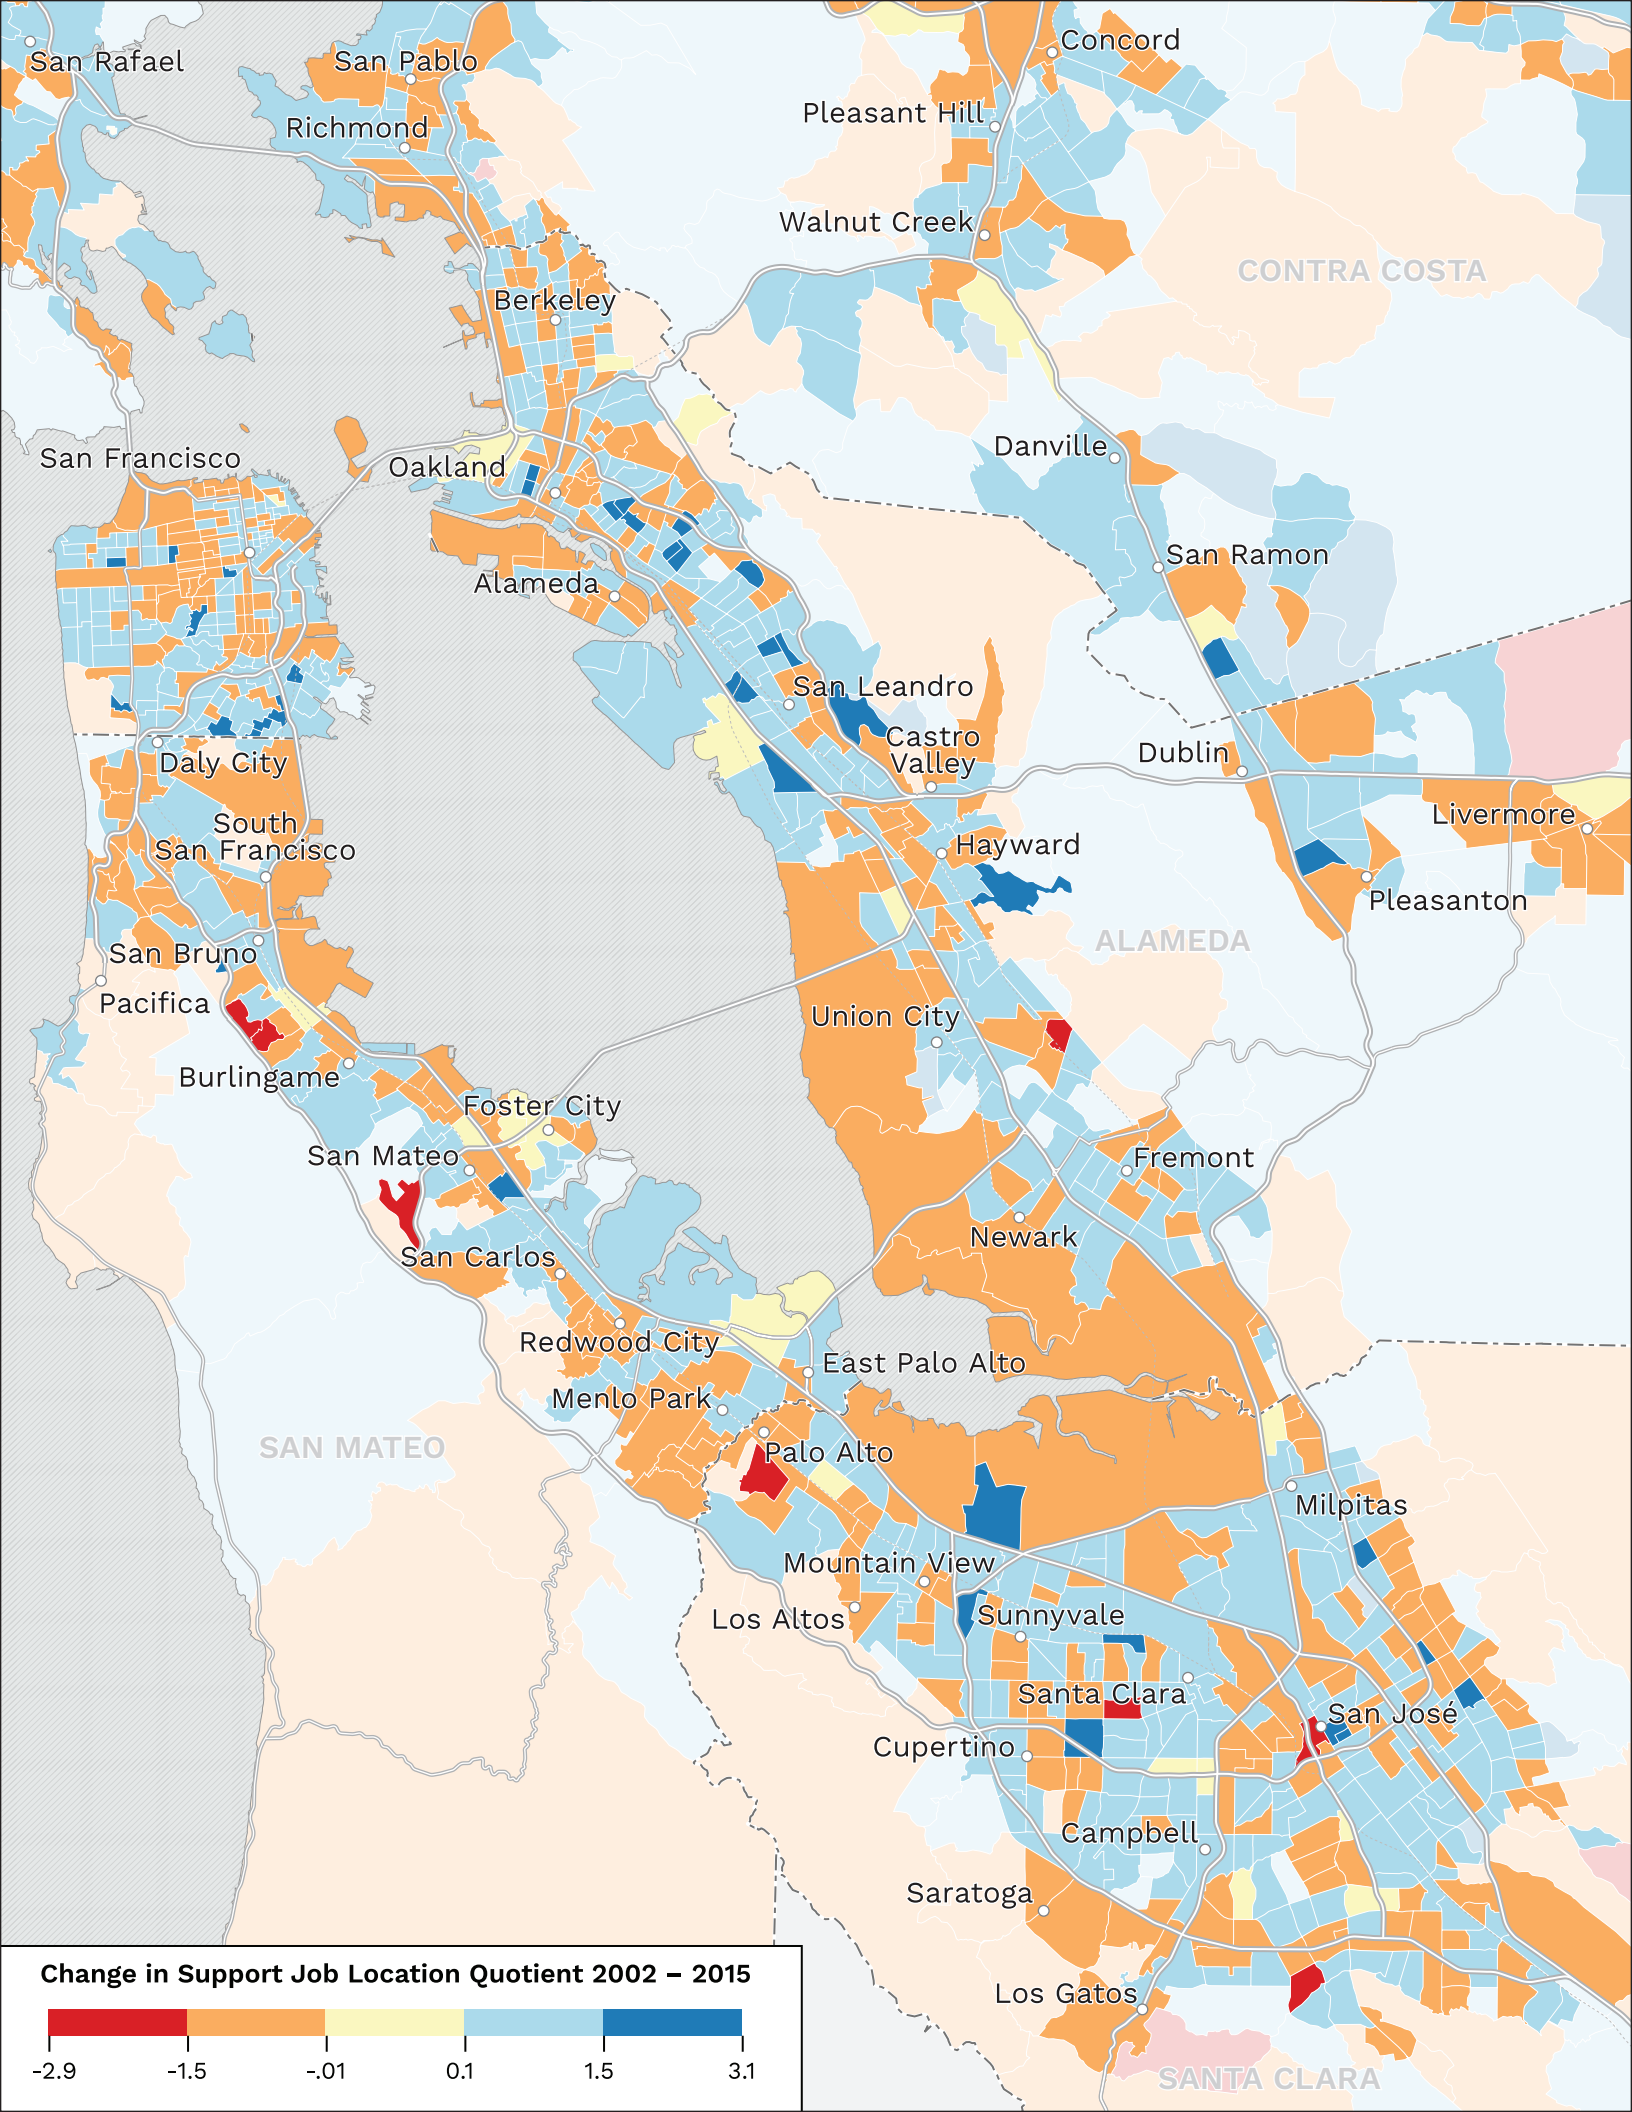 Concord
San Rafael
San Pablo
Pleasant Hill
Richmond
Walnut Creek
CONTRA COSTA
Berkeley
Danville
San Francisco
Oakland
San Ramon
Alameda
San Leandro
Castro
Valley
Dublin
Daly City
Livermore
South
San Francisco
Hayward
Pleasanton
ALAMEDA
San Bruno
Pacifica
Union City
Burlingame
Foster City
San Mateo
Fremont
Newark
San Carlos
Redwood City
East Palo Alto
Menlo Park
SAN MATEO
Palo Alto
Milpitas
Mountain View
Sunnyvale
Los Altos
Santa Clara
San José
Cupertino
Campbell
Saratoga
Los Gatos
SANTA CLARA
Change in Support Job Location Quotient 2002 – 2015
-2.9 -1.5 -.01 0.1 1.5 3.1